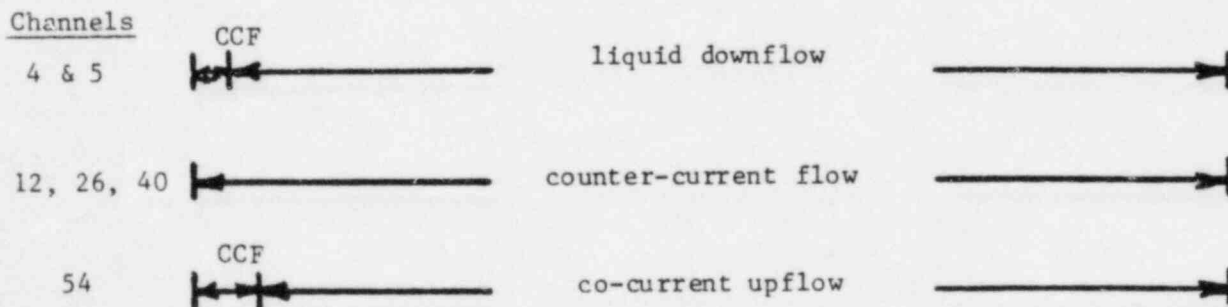 Channels
CCF
4 & 5 liquid downflow
12, 26, 40 counter-current flow
CCF
54 co-current upflow